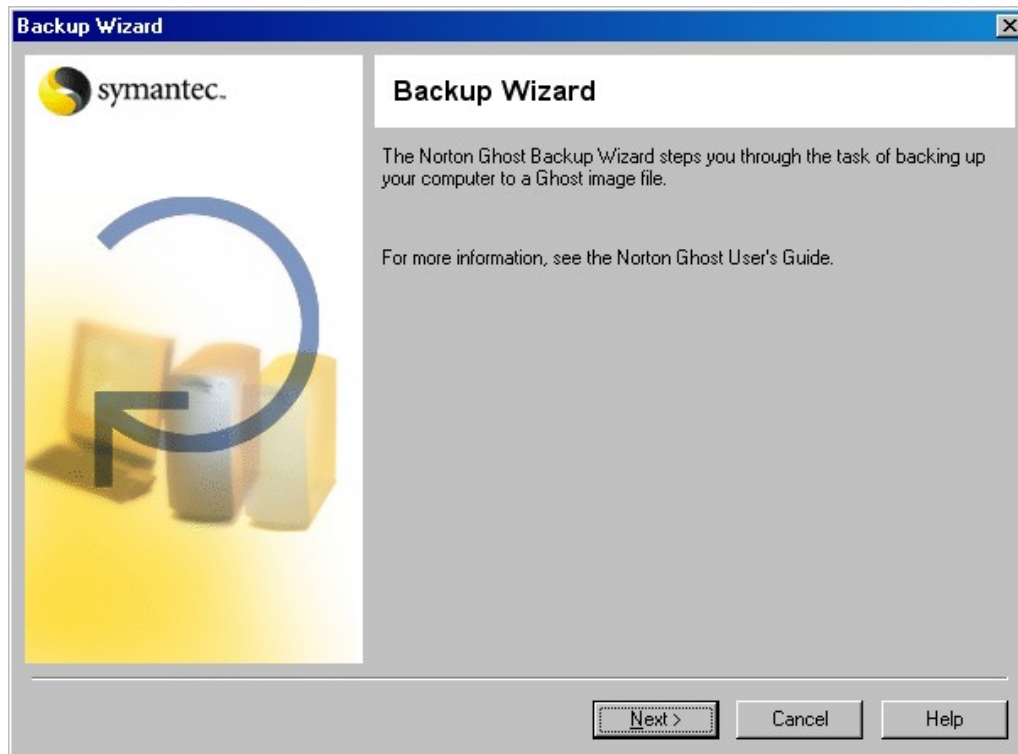 Backup Wizard
symantec.
Backup Wizard
The Norton Ghost Backup Wizard steps you through the task of backing up
your computer to a Ghost image file.
For more information, see the Norton Ghost User's Guide.
Next >
Cancel
Help